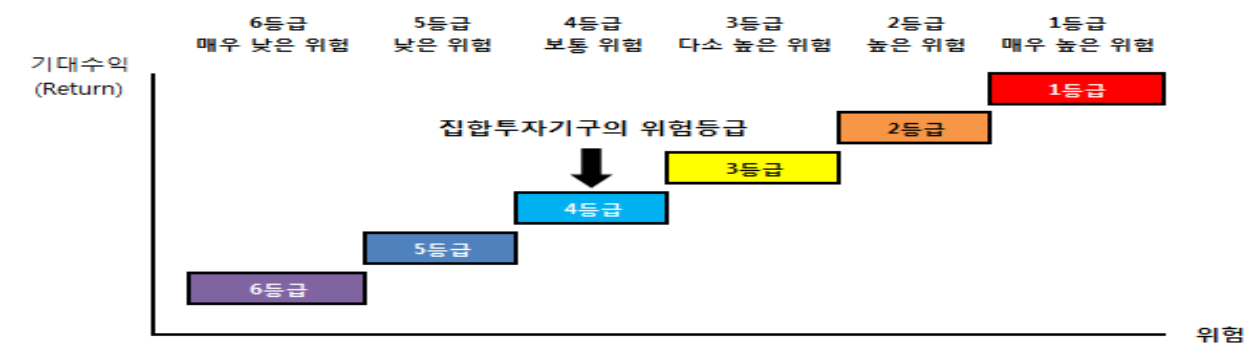 6등급 5등급 4등급 3등급 2등급 1등급
매우 낮은 위험 낮은 위험 보통 위험 다소 높은 위험 높은 위험 매우 높은 위험
기대수익
(Return)
1등급
집합투자기구의 위험등급
2등급
3등급
4등급
5등급
6등급
위험